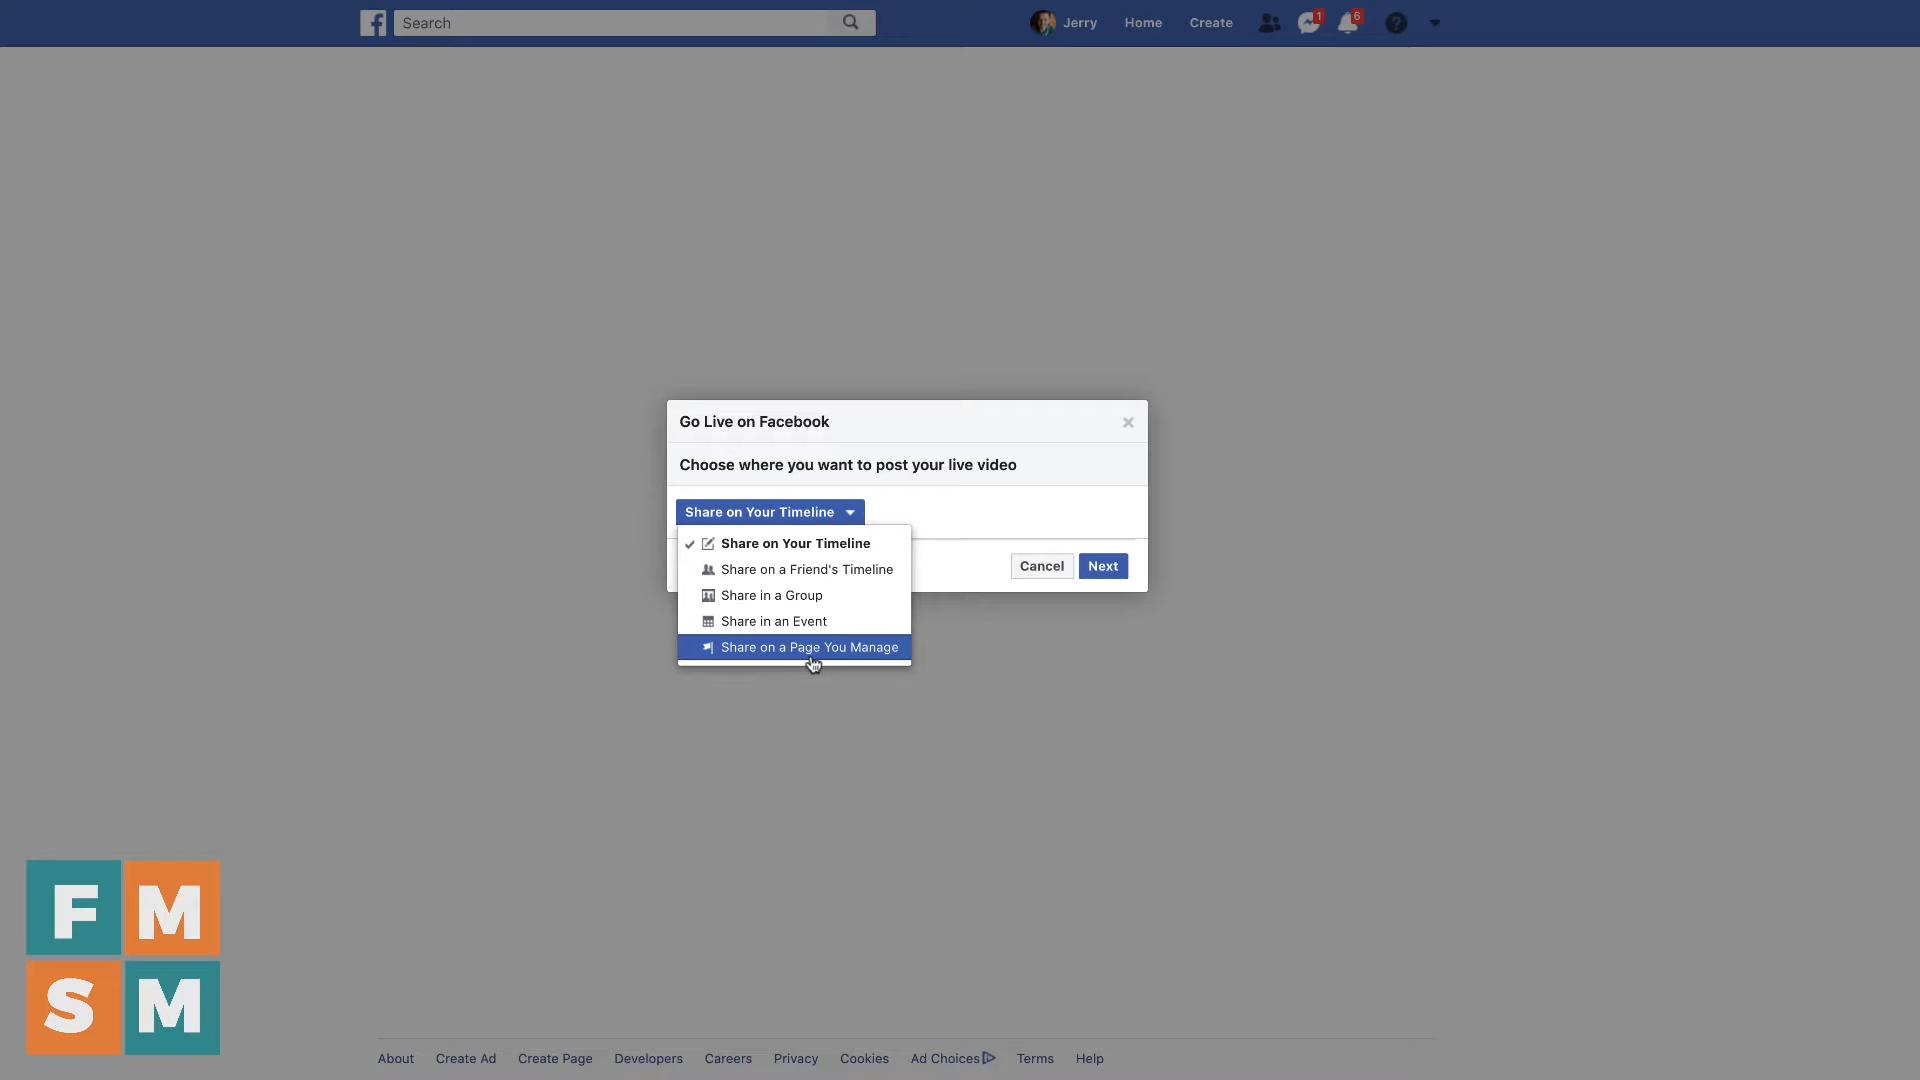 Search
Jerry
Home
Create
1
6
Go Live on Facebook
Choose where you want to post your live video
Share on Your Timeline
Share on Your Timeline
Share on a Friend's Timeline
Share in a Group
Share in an Event
Share on a Page You Manage
Cancel
Next
F M
S M
About
Create Ad
Create Page
Developers
Careers
Privacy
Cookies
Ad Choices
Terms
Help